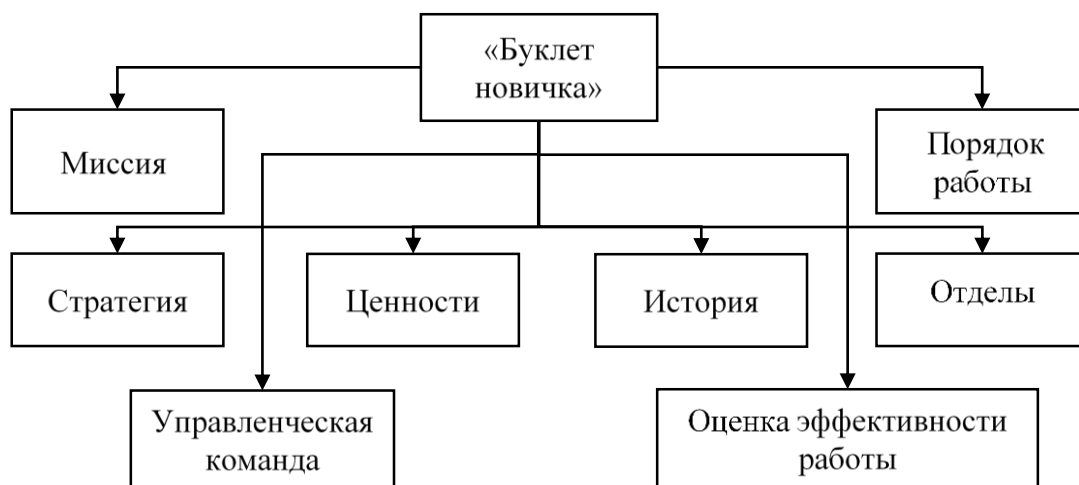 «Буклет
новичка»
Миссия
Порядок
работы
Стратегия
Ценности
История
Отделы
Управленческая
команда
Оценка эффективности
работы